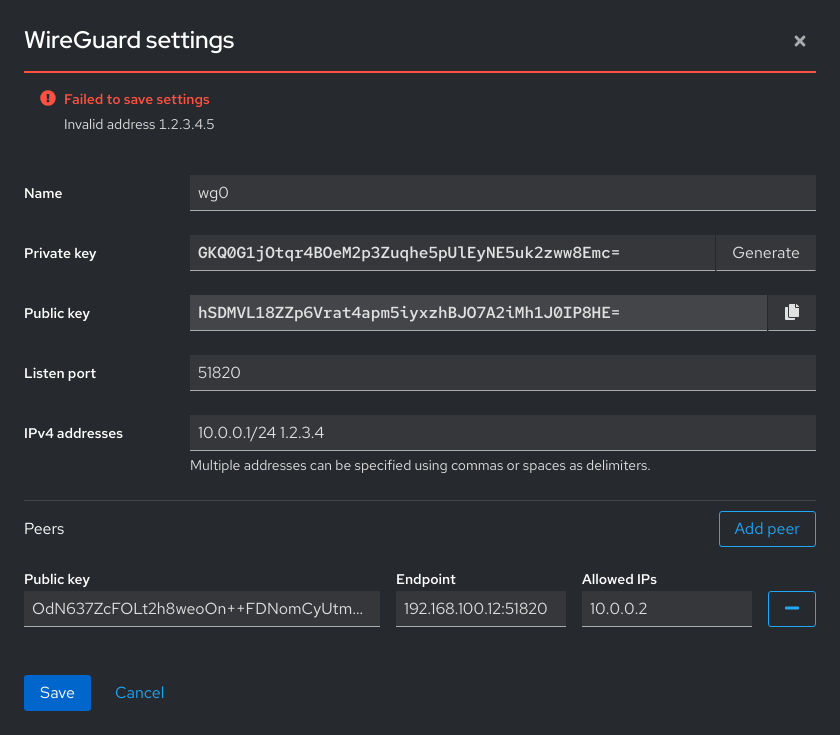 WireGuard settings
Failed to save settings
Invalid address 1.2.3.4.5
Name
wg0
Private key
GKQ0G1jOtqr4BOeM2p3Zuqhe5pUlEyNE5uk2zww8Emc=
Generate
Public key
hSDMVL18ZZp6Vrat4apm5iyxzhBJO7A2iMh1J0IP8HE=
Listen port
51820
IPv4 addresses
10.0.0.1/24 1.2.3.4
Multiple addresses can be specified using commas or spaces as delimiters.
Peers
Add peer
Public key
Endpoint
Allowed IPs
OdN637ZcFOLt2h8weoOn++FDNomCyUtm...
192.168.100.12:51820
10.0.0.2
Save
Cancel